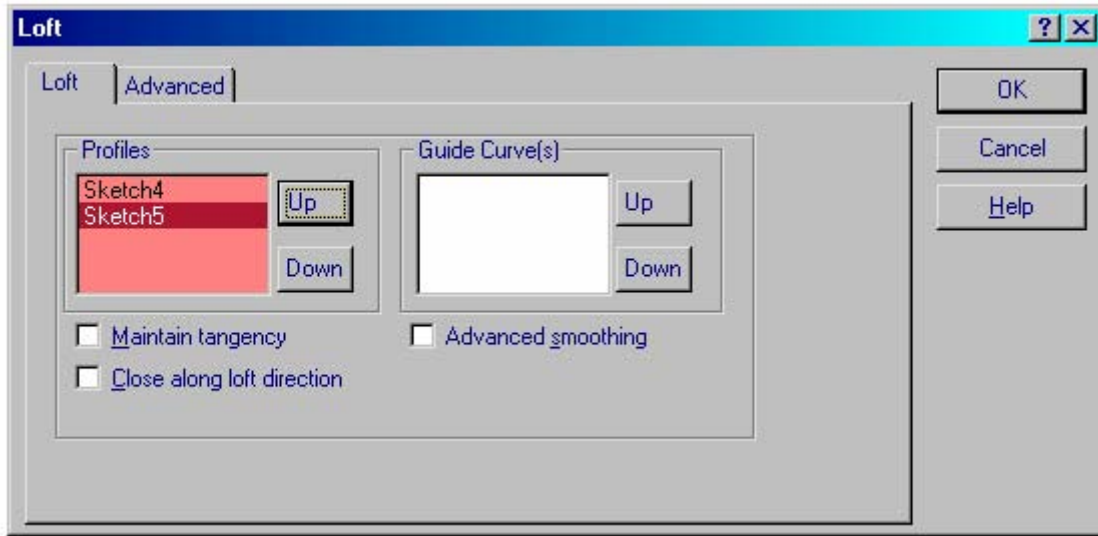 Loft
Loft Advanced
OK
Cancel
Help
Profiles
Sketch4
Sketch5
Up
Down
Guide Curve(s)
Up
Down
Maintain tangency
Close along loft direction
Advanced smoothing